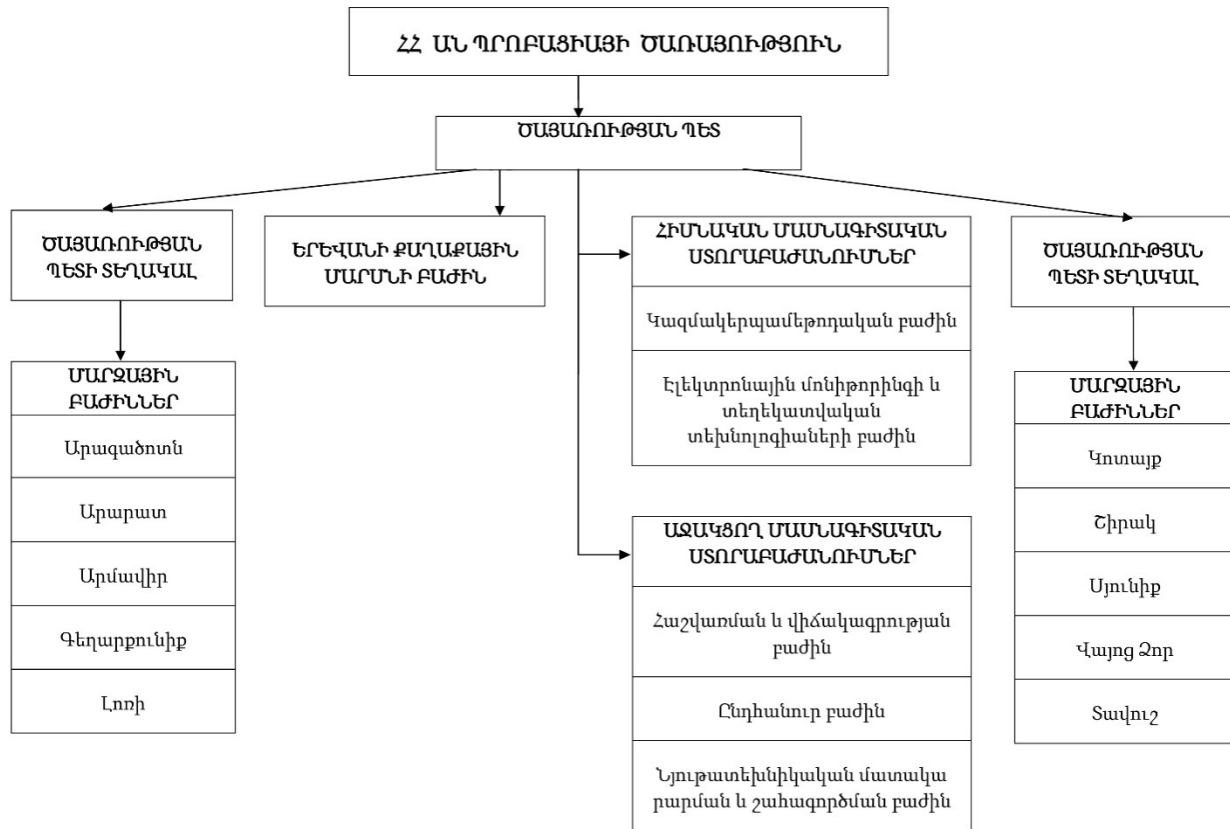 ՀՀ ԱՆ ՊՐՈԲԱՑԻԱՅԻ ԾԱՌԱՅՈՒԹՅՈՒՆ
ԾԱՅԱՌՈՒԹՅԱՆ ՊԵՏ
ԾԱՅԱՌՈՒԹՅԱՆ
ՊԵՏԻ ՏԵՂԱԿԱԼ
ՄԱՐԶԱՅԻՆ
ԲԱԺԻՆՆԵՐ
Արագածոտն
Արարատ
Արմավիր
Գեղարքունիք
Լոռի
ԵՐԵՎԱՆԻ ՔԱՂԱՔԱՅԻՆ
ՄԱՐՄՆԻ ԲԱԺԻՆ
ՀԻՄՆԱԿԱՆ ՄԱՍՆԱԳԻՏԱԿԱՆ
ՍՏՈՐԱԲԱԺԱՆՈՒՄՆԵՐ
Կազմակերպամեթոդական բաժին
Էլեկտրոնային մոնիթորինգի և
տեղեկատվական
տեխնոլոգիաների բաժին
ԱՋԱԿՑՈՂ ՄԱՍՆԱԳԻՏԱԿԱՆ
ՍՏՈՐԱԲԱԺԱՆՈՒՄՆԵՐ
Հաշվառման և վիճակագրության
բաժին
Ընդհանուր բաժին
Նյութատեխնիկական մատակա
րարման և շահագործման բաժին
ԾԱՅԱՌՈՒԹՅԱՆ
ՊԵՏԻ ՏԵՂԱԿԱԼ
ՄԱՐԶԱՅԻՆ
ԲԱԺԻՆՆԵՐ
Կոտայք
Շիրակ
Սյունիք
Վայոց Ձոր
Տավուշ